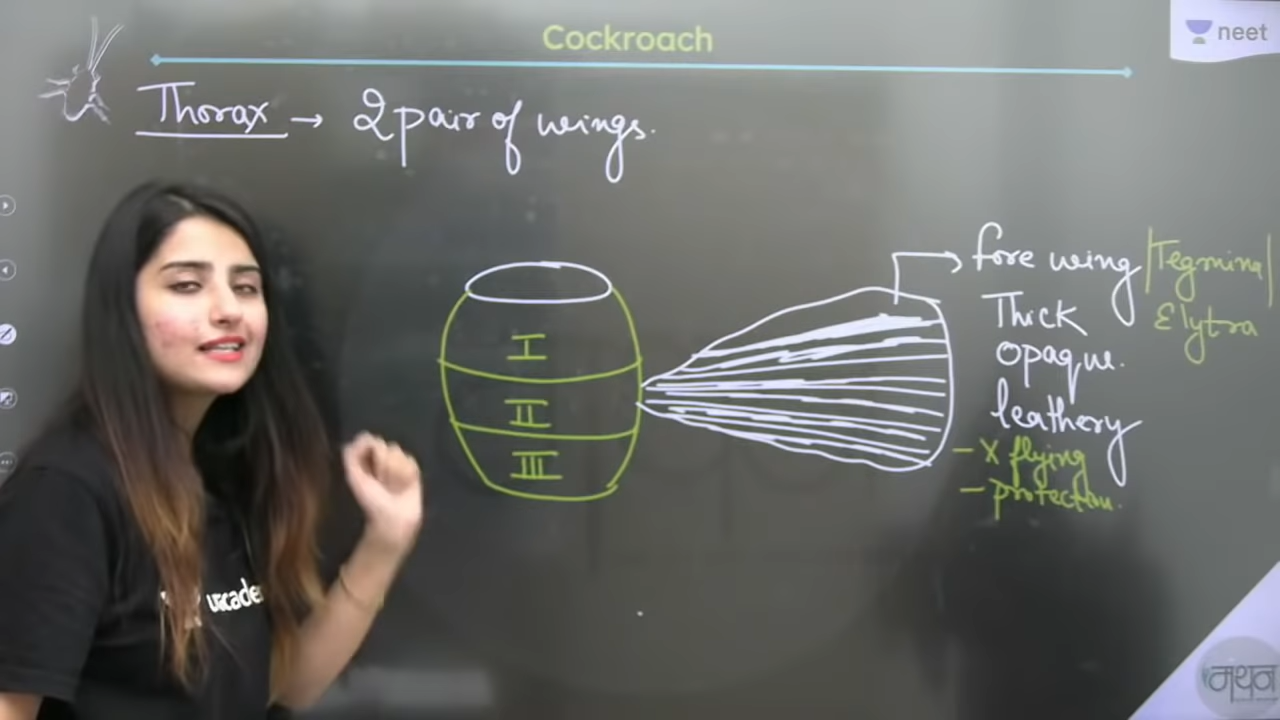 Cockroach
neet
Thorax → 2 pair of wings.
fore wing |Tegmina|
Elytra
Thick
opaque.
leathery
- X flying
- protection.
I
II
III
मंथन